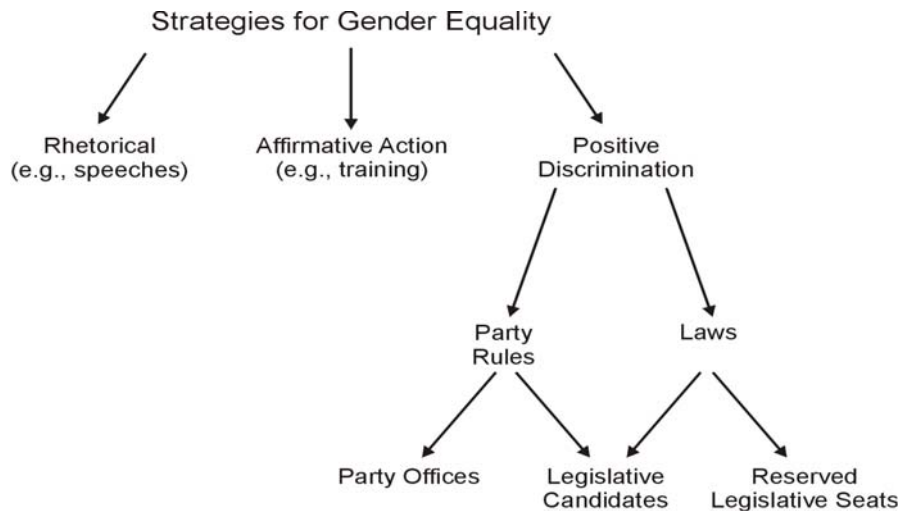 Strategies for Gender Equality
Rhetorical
(e.g., speeches)
Affirmative Action
(e.g., training)
Positive
Discrimination
Party
Rules
Laws
Party Offices
Legislative
Candidates
Reserved
Legislative Seats